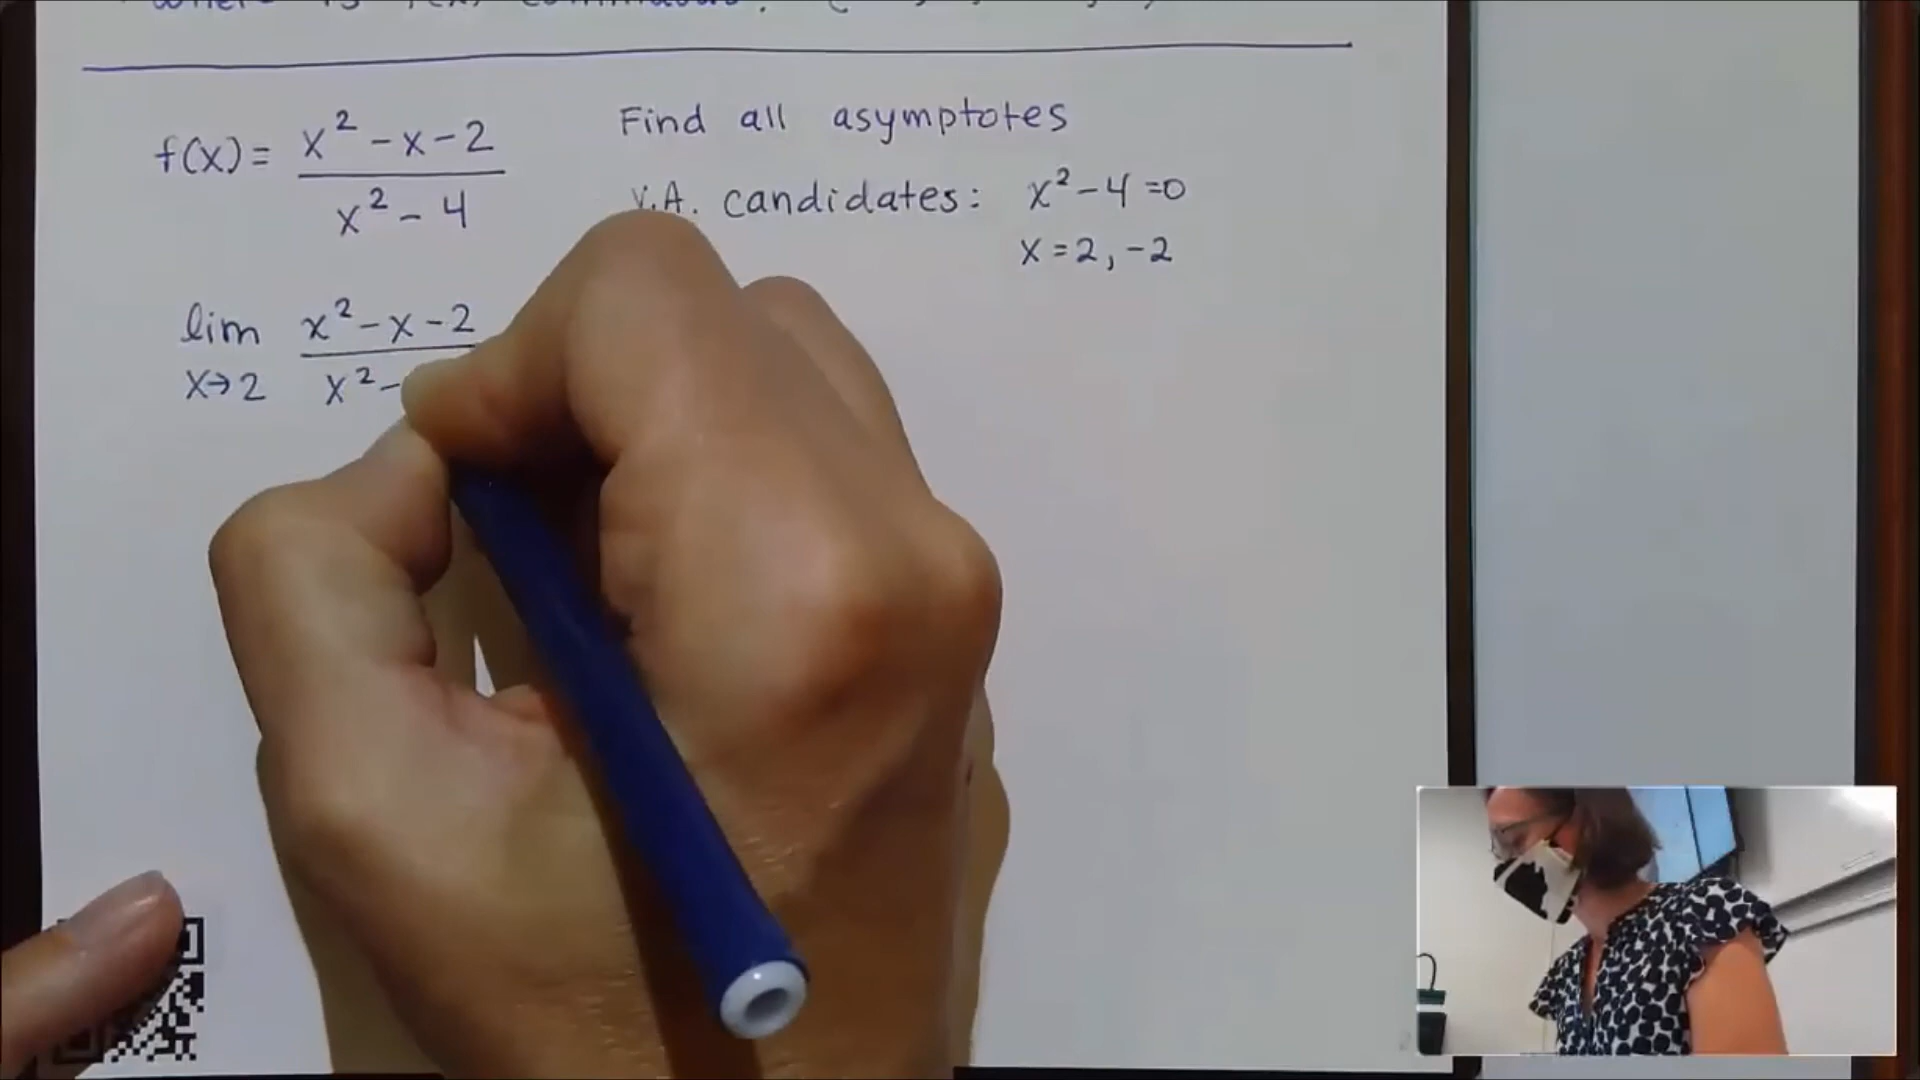 f(x) = x² - x - 2 / x² - 4
Find all asymptotes
V.A. candidates: x² - 4 = 0
x = 2, -2
lim x→2 x² - x - 2 / x² -